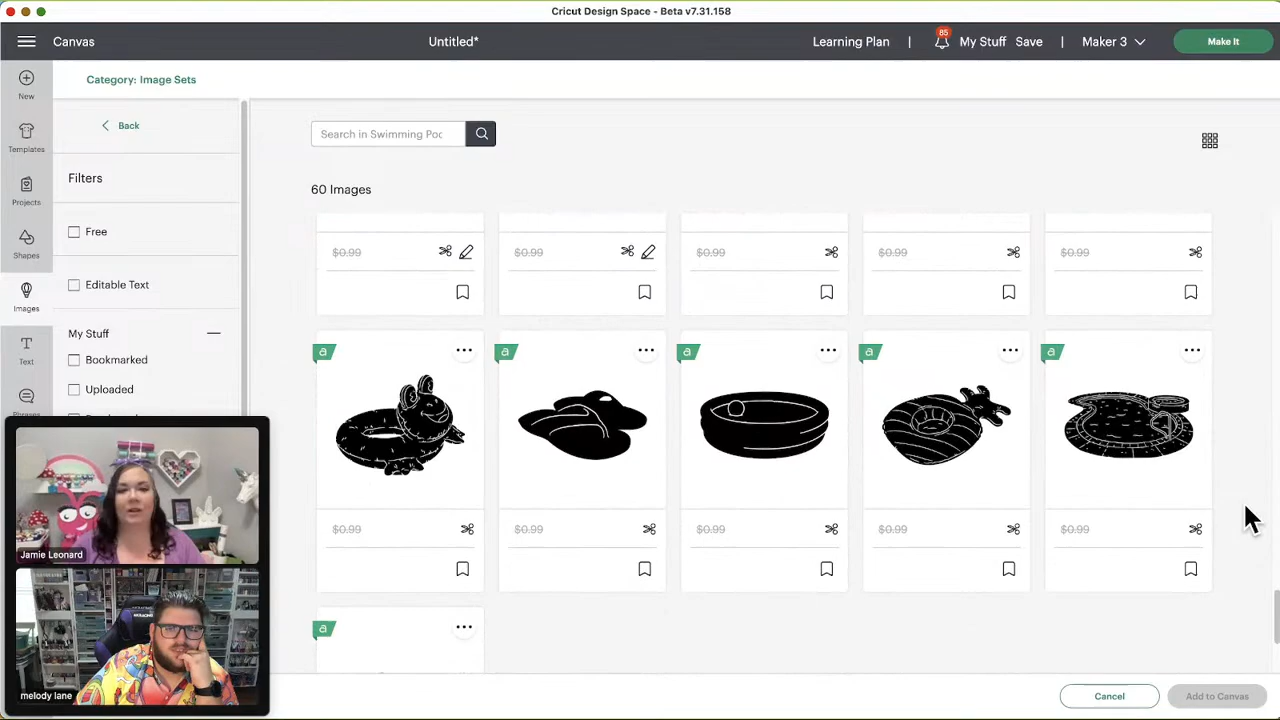 Cricut Design Space - Beta v7.31.158
Canvas
Untitled*
Learning Plan
|
85
My Stuff
Save
|
Maker 3
Make It
New
Templates
Projects
Shapes
Images
Text
Category: Image Sets
Back
Filters
Free
Editable Text
My Stuff
Bookmarked
Uploaded
Search in Swimming Poc
60 Images
$0.99
$0.99
$0.99
$0.99
$0.99
a
a
a
a
a
$0.99
$0.99
$0.99
$0.99
$0.99
a
Jamie Leonard
melody lane
Cancel
Add to Canvas